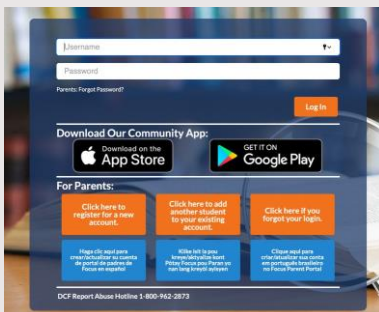 Username
Password
Parents: Forgot Password?
Log In
Download Our Community App:
Download on the
App Store
GET IT ON
Google Play
For Parents:
Click here to
register for a new
account.
Click here to add
another student
to your existing
account.
Click here if you
forgot your login.
Haga clic aquí para
crear/actualizar su cuenta
de portal de padres de
Focus en español
Klike isit la pou
kreye/aktyalize kont
Pòtay Focus pou Paran yo
nan lang kreyòl ayisyen
Clique aqui para
criar/atualizar sua conta
em português brasileiro
no Focus Parent Portal
DCF Report Abuse Hotline 1-800-962-2873